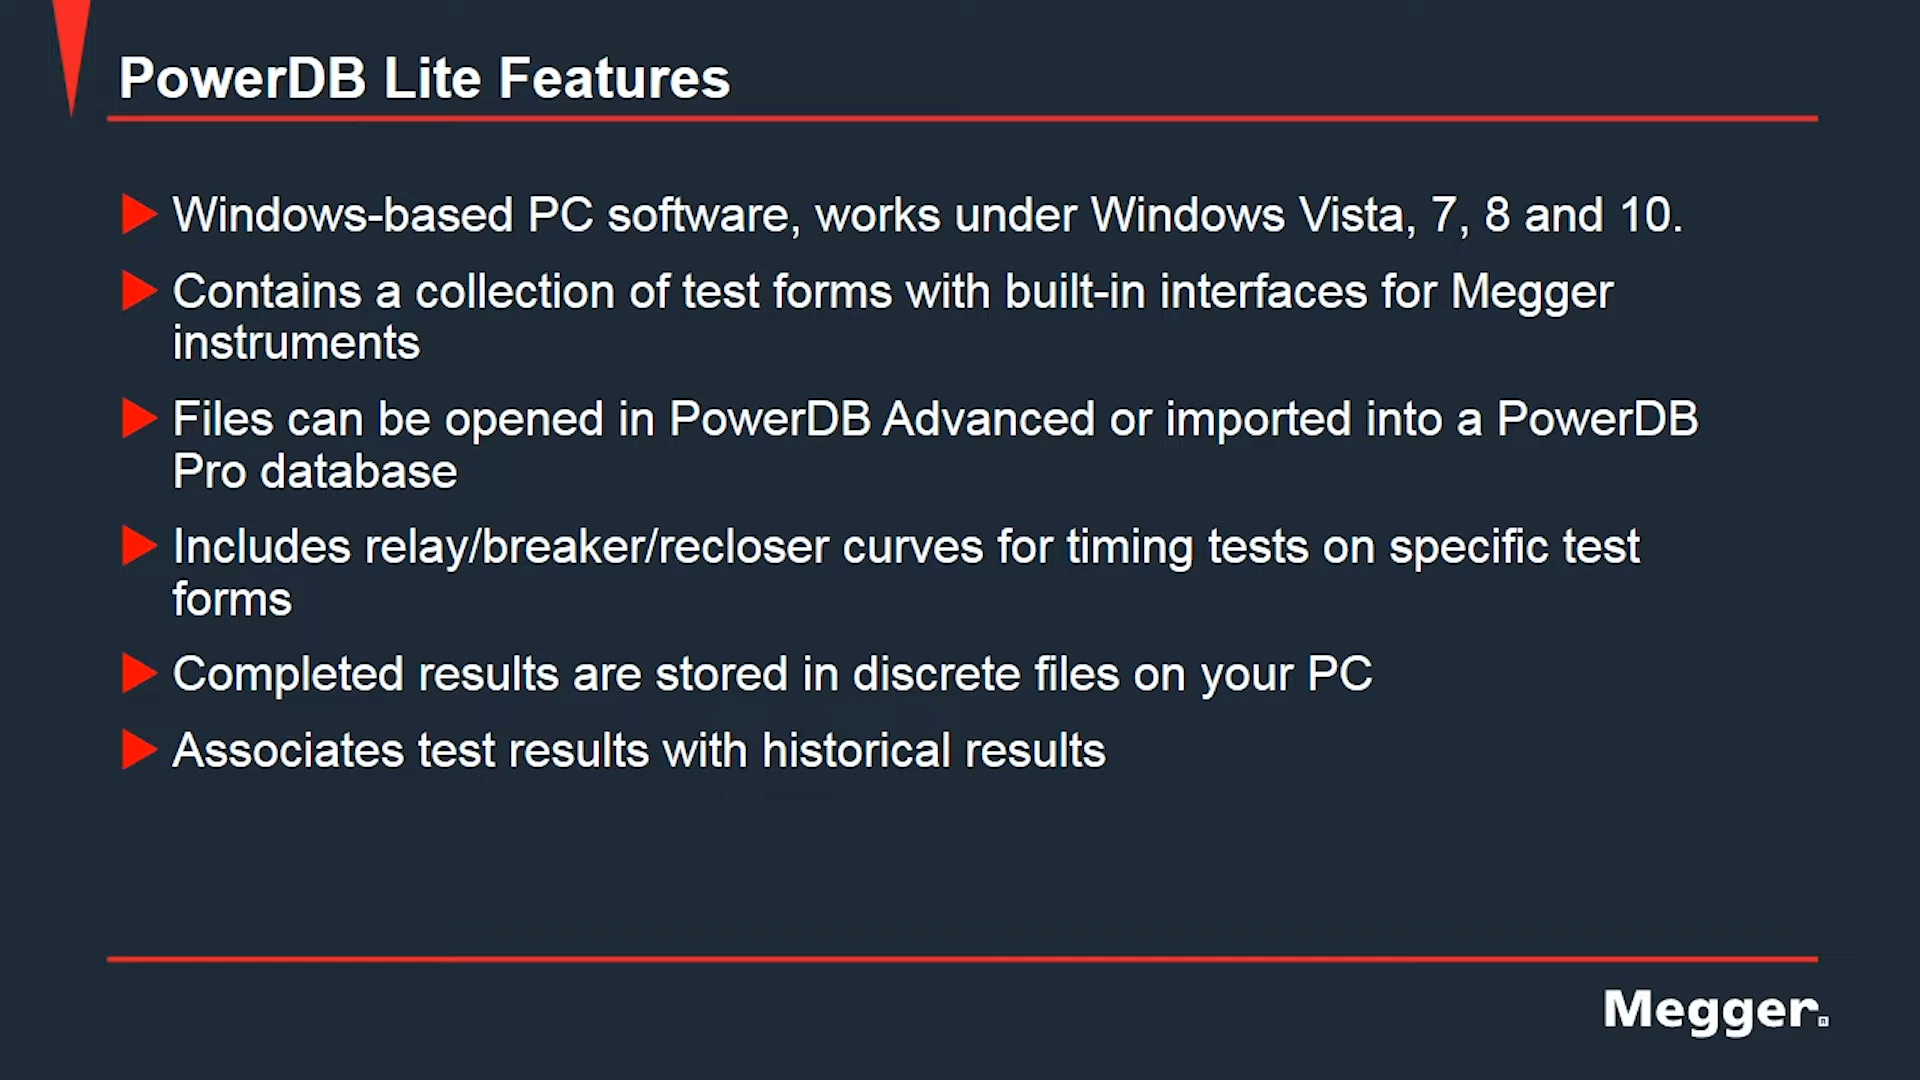 PowerDB Lite Features
Windows-based PC software, works under Windows Vista, 7, 8 and 10.
Contains a collection of test forms with built-in interfaces for Megger
instruments
Files can be opened in PowerDB Advanced or imported into a PowerDB
Pro database
Includes relay/breaker/recloser curves for timing tests on specific test
forms
Completed results are stored in discrete files on your PC
Associates test results with historical results
Megger.